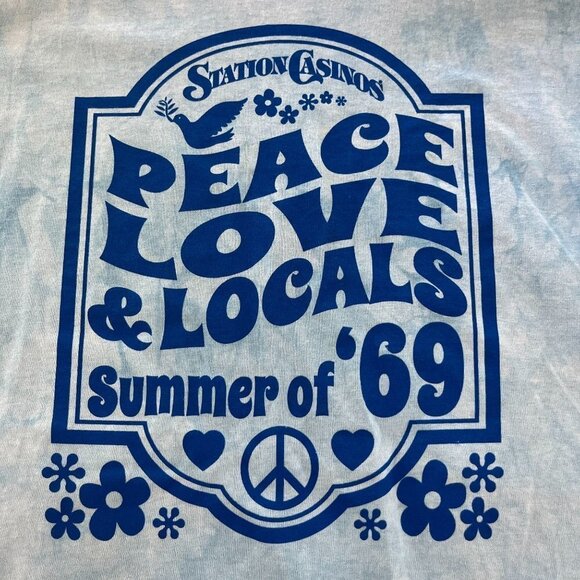 STATION CASINOS
PEACE
LOVE
& LOCALS
Summer of '69